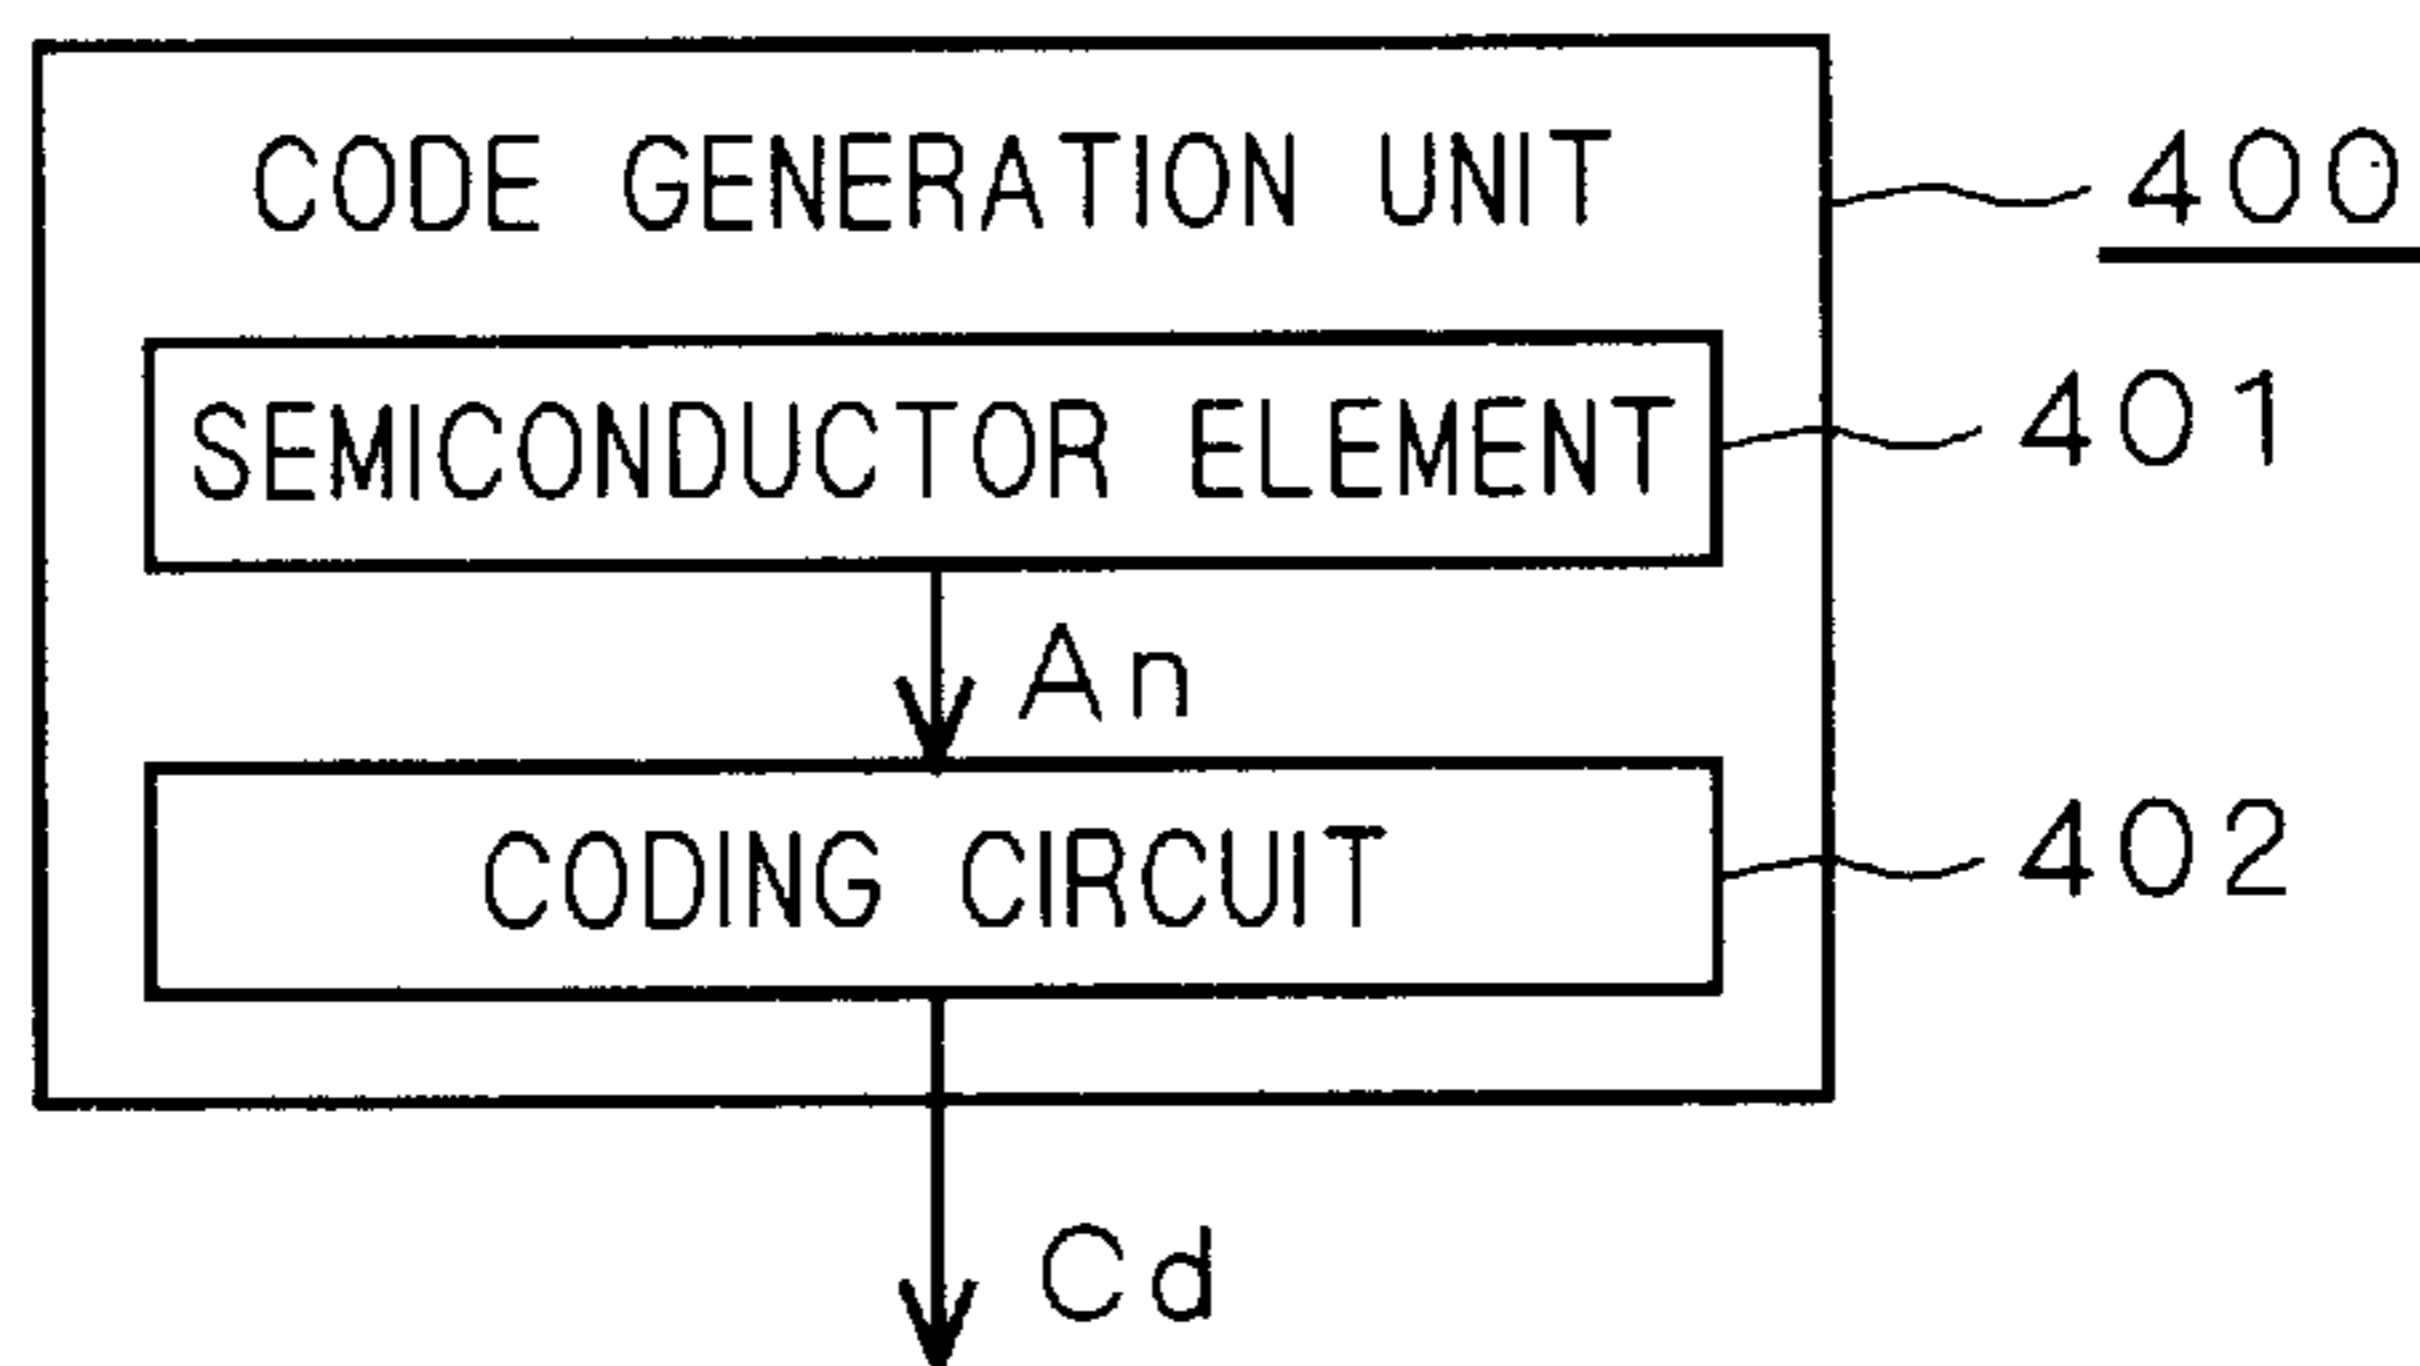 CODE GENERATION UNIT 400
SEMICONDUCTOR ELEMENT 401
An
CODING CIRCUIT 402
Cd